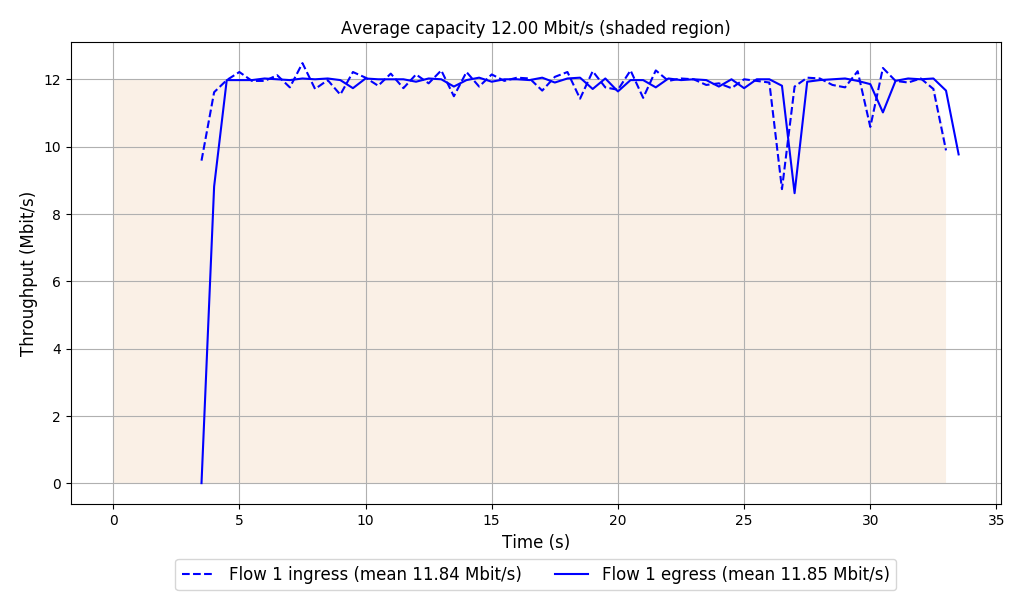 Average capacity 12.00 Mbit/s (shaded region)
Throughput (Mbit/s)
12
10
8
6
4
2
0
0 5 10 15 20 25 30 35
Time (s)
Flow 1 ingress (mean 11.84 Mbit/s) Flow 1 egress (mean 11.85 Mbit/s)